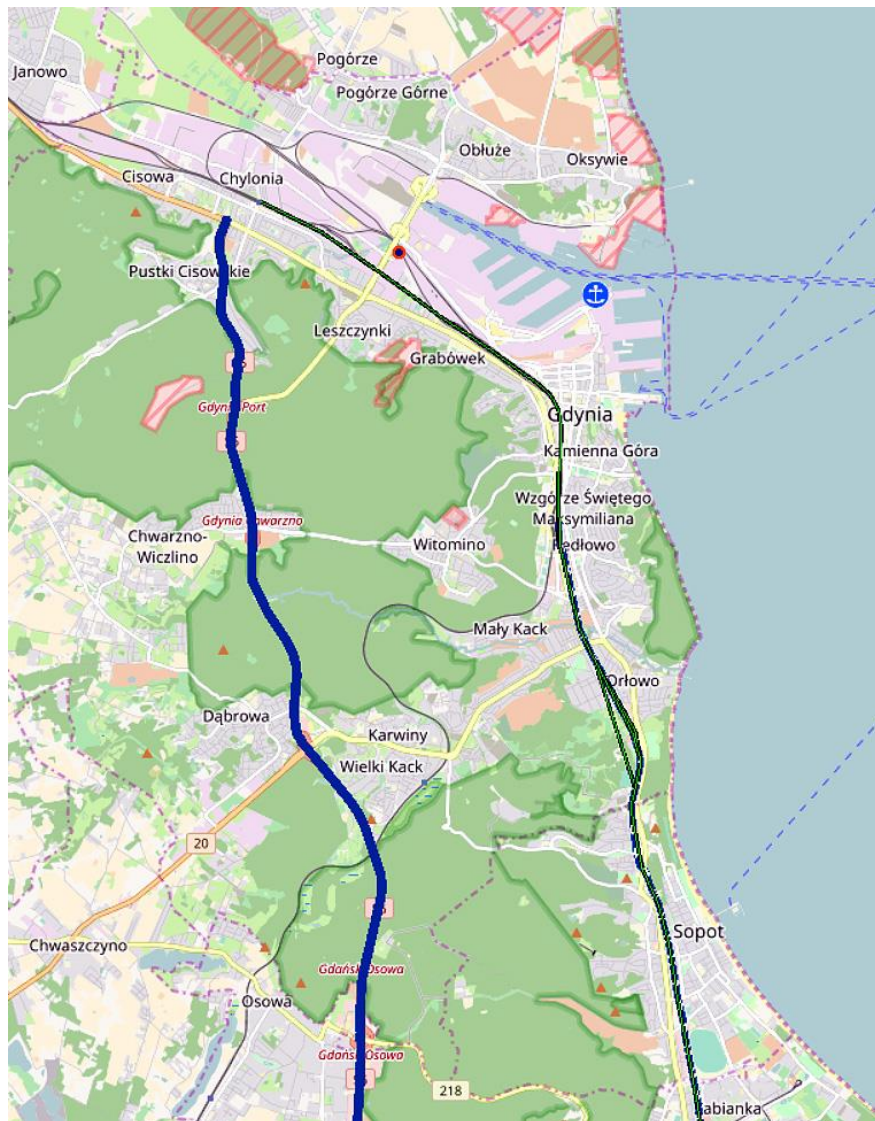 Pogórze
Janowo
Pogórze Górne
Obłuże
Oksywie
Cisowa
Chylonia
Pustki Cisowskie
Leszczynki
Grabówek
Gdynia Port
Gdynia
Kamienna Góra
Wzgórze Świętego
Maksymiliana
Gdynia Chwarzno
Chwarzno-
Wiczlino
Witomino
Redłowo
Mały Kack
Orłowo
Dąbrowa
Karwiny
Wielki Kack
20
Chwaszczyno
Sopot
Gdańsk Osowa
Osowa
Gdańsk Osowa
218